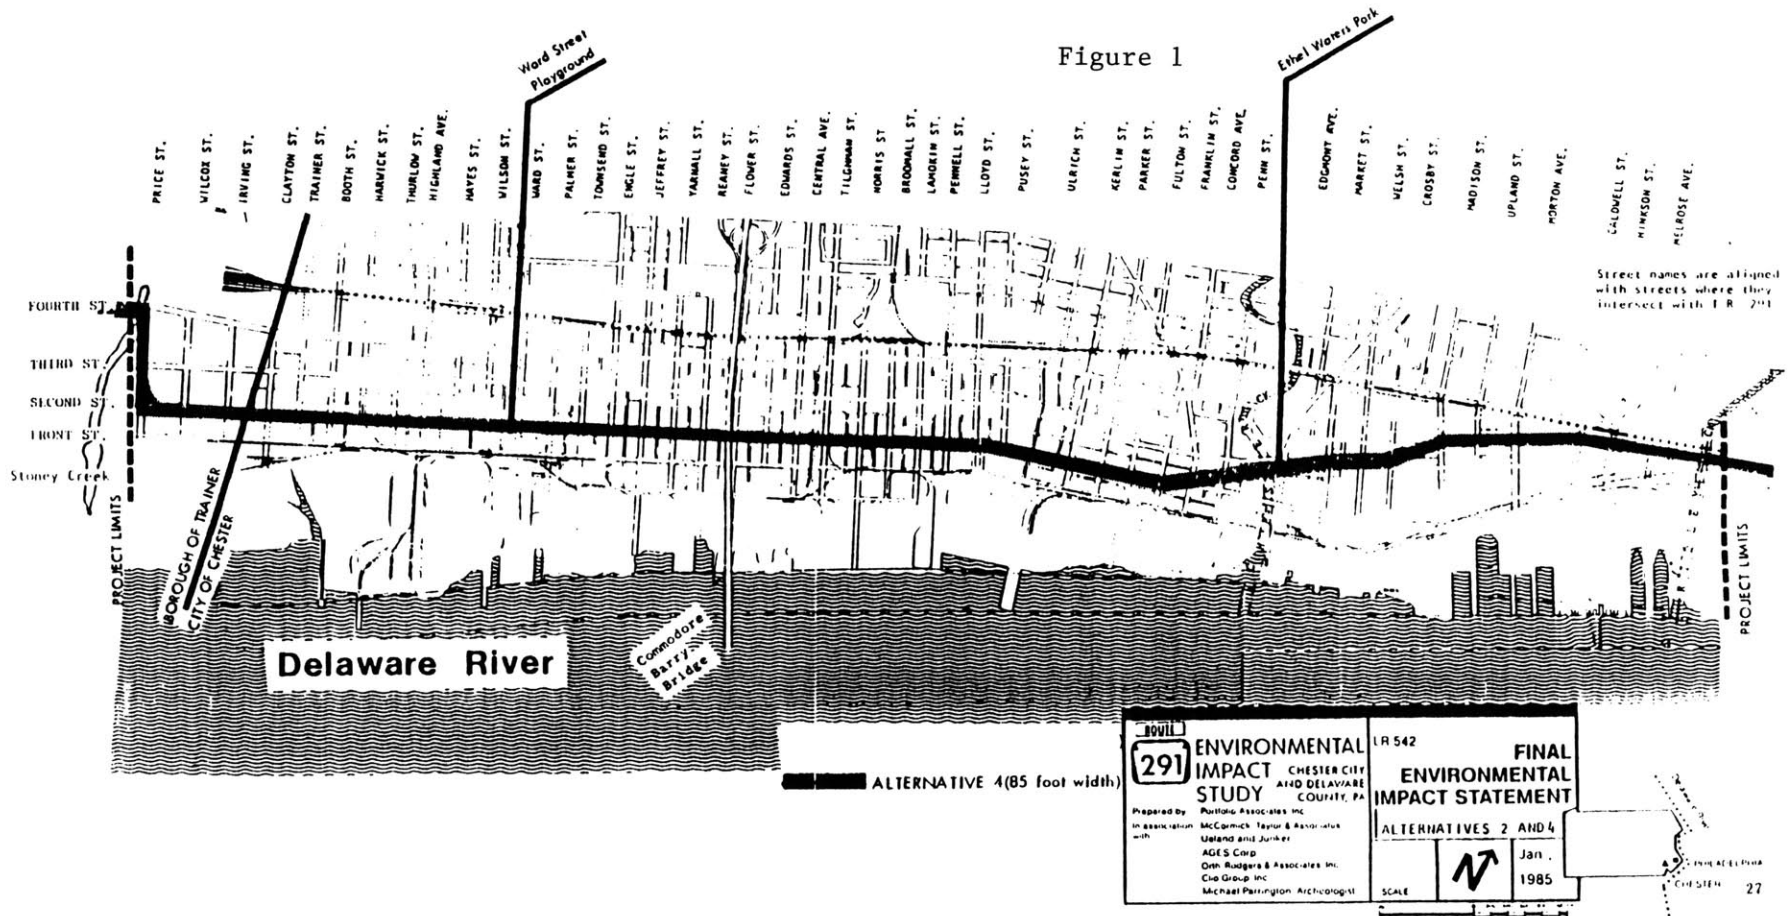 Figure 1
Ward Street
Playground
Ethel Waters Park
PRICE ST.
WILCOX ST.
IRVING ST.
CLAYTON ST.
TRAINER ST.
BOOTH ST.
HARWICK ST.
THURLOW ST.
HIGHLAND AVE.
HAYES ST.
WILSON ST.
WARD ST.
PALMER ST.
TOWNSEND ST.
ENGLE ST.
JEFFREY ST.
YARNALL ST.
REANEY ST.
FLOWER ST.
EDWARDS ST.
CENTRAL AVE.
TILGHMAN ST.
NORRIS ST
BROOMALL ST.
LAMOKIN ST.
PENNELL ST.
LLOYD ST.
PUSEY ST.
ULRICH ST.
KERLIN ST.
PARKER ST.
FULTON ST.
FRANKLIN ST.
CONCORD AVE.
PENN ST.
EDGMONT AVE.
MARKET ST.
WELSH ST.
CROSBY ST.
MADISON ST.
UPLAND ST.
MORTON AVE.
CALDWELL ST.
HINKSON ST.
MELROSE AVE.
Street names are aligned
with streets where they
intersect with
FOURTH ST.
THIRD ST.
SECOND ST.
FRONT ST.
Stoney Creek
PROJECT LIMITS
BOROUGH OF TRAINER
CITY OF CHESTER
PROJECT LIMITS
Delaware River
Commodore
Barry
Bridge
ALTERNATIVE 4(85 foot width)
ROUTE
291
ENVIRONMENTAL
IMPACT
STUDY
CHESTER CITY
AND DELAWARE
COUNTY, PA
Prepared by Portfolio Associates Inc
In association with McCormick, Taylor & Associates
Ueland and Junker
AGES Corp
Orth Rodgers & Associates Inc.
Clio Group Inc
Michael Parrington Archeologist
LR 542
FINAL
ENVIRONMENTAL
IMPACT STATEMENT
ALTERNATIVES 2 AND 4
SCALE
N
Jan.
1985
PHILADELPHIA
CHESTER
27